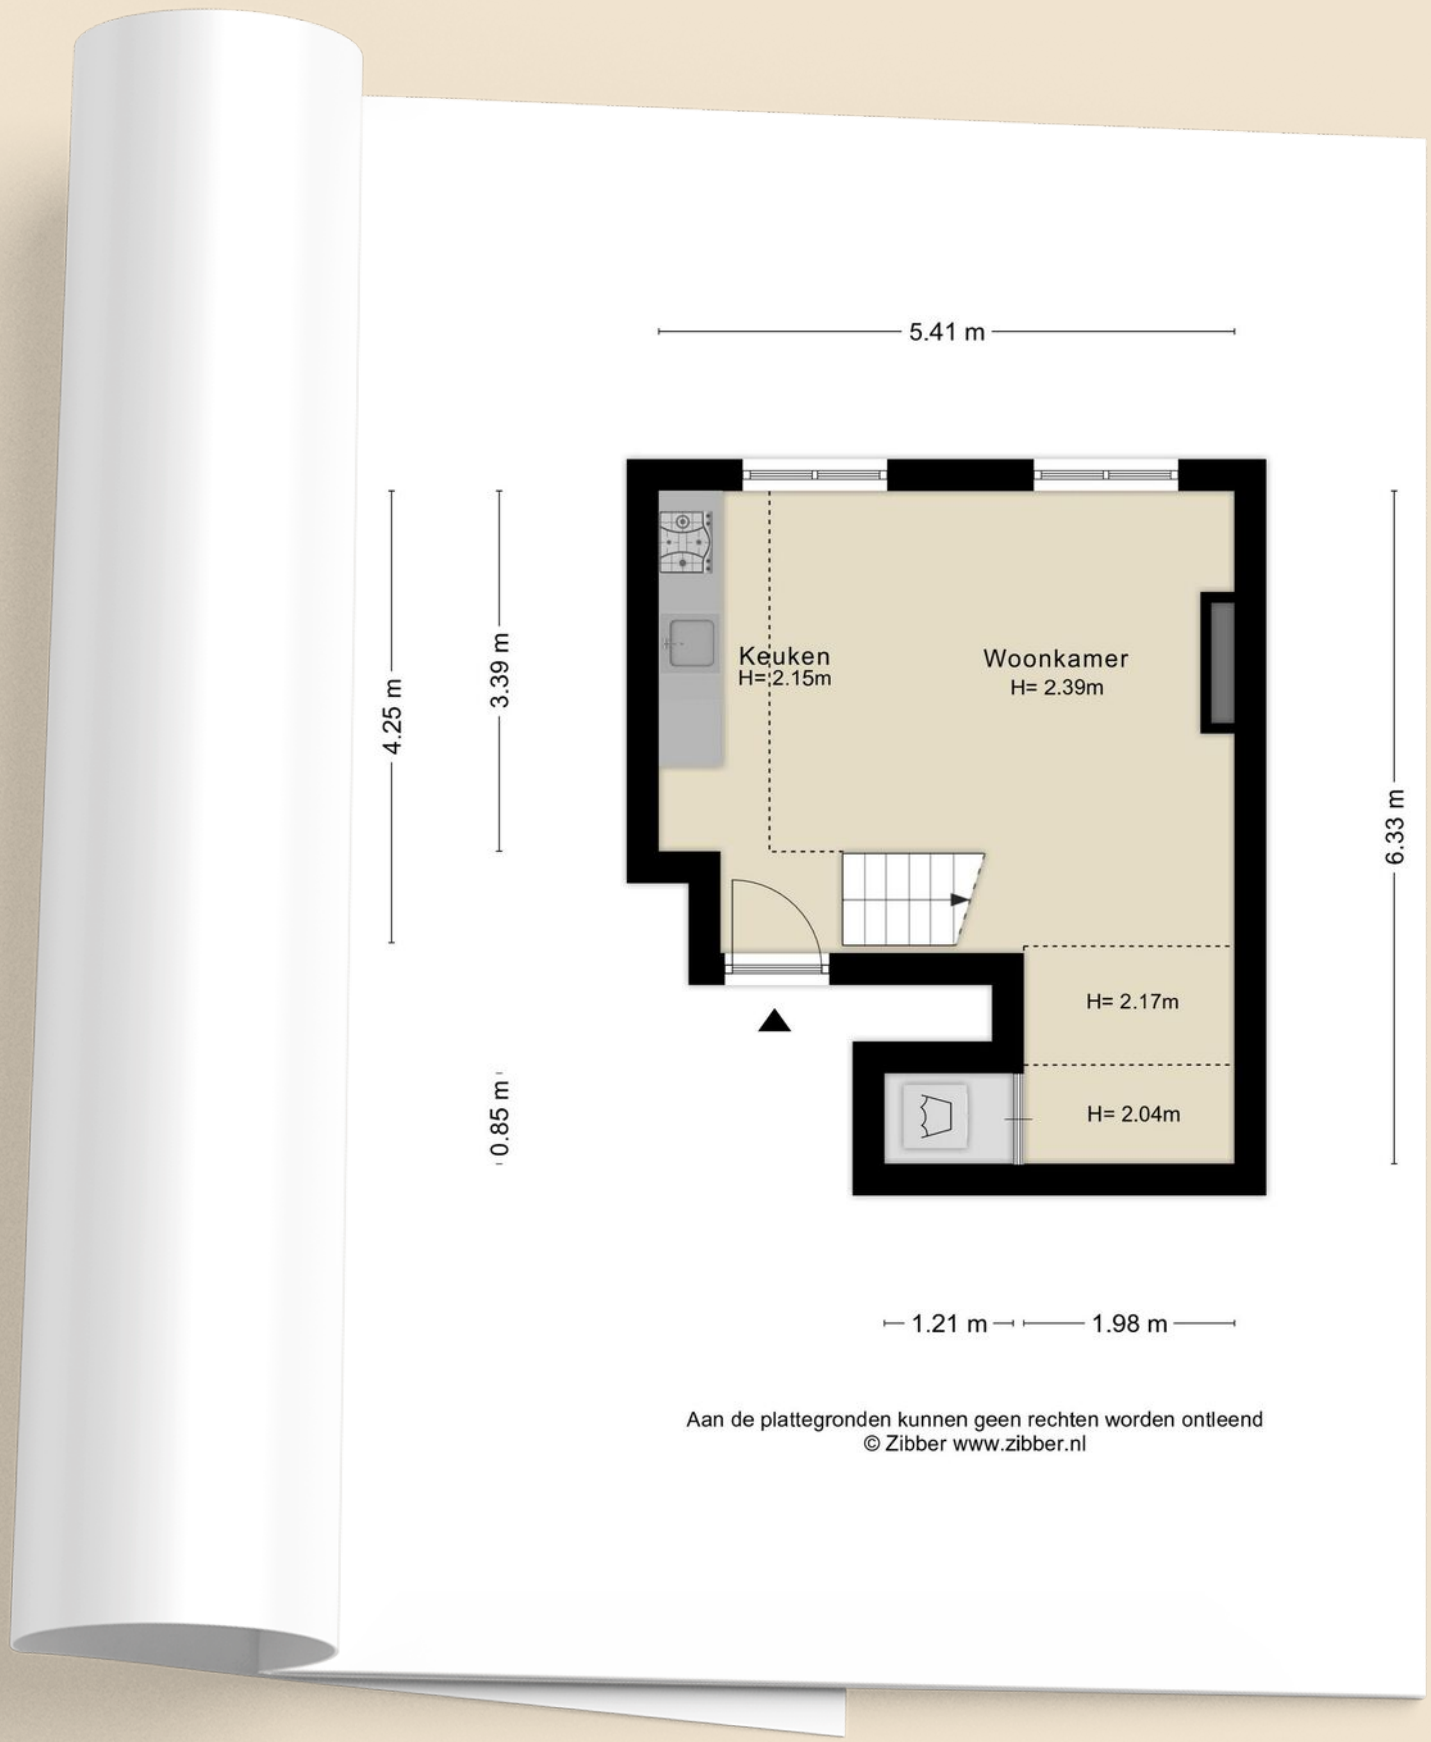 5.41 m
4.25 m
3.39 m
Keuken
H= 2.15m
Woonkamer
H= 2.39m
6.33 m
H= 2.17m
0.85 m
H= 2.04m
1.21 m
1.98 m
Aan de plattegronden kunnen geen rechten worden ontleend
© Zibber www.zibber.nl